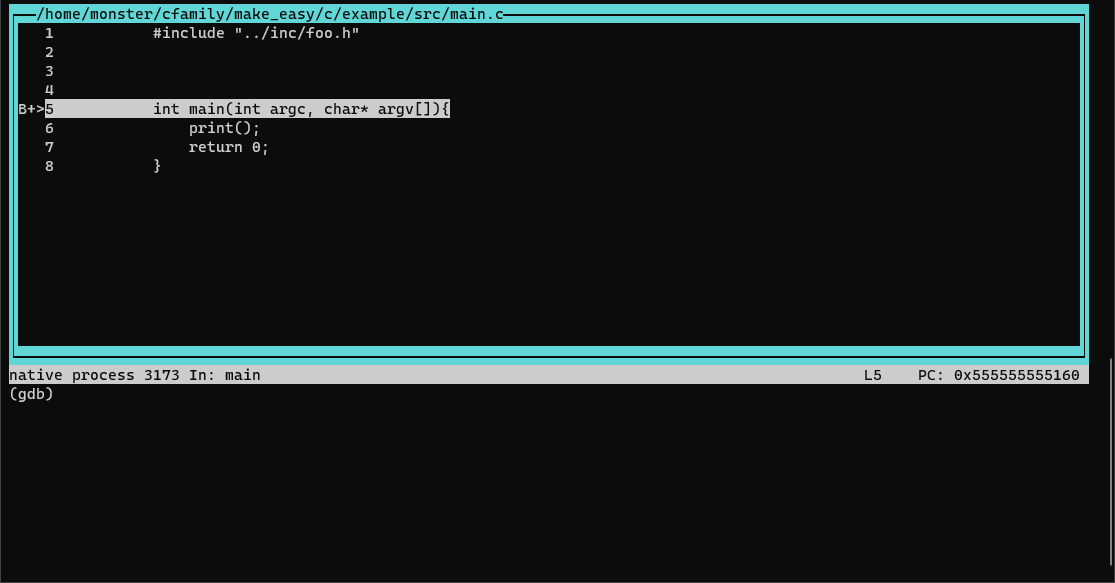 /home/monster/cfamily/make_easy/c/example/src/main.c
1 #include "../inc/foo.h"
2
3
4
B+>5 int main(int argc, char* argv[]){
6 print();
7 return 0;
8 }
native process 3173 In: main L5 PC: 0x555555555160
(gdb)